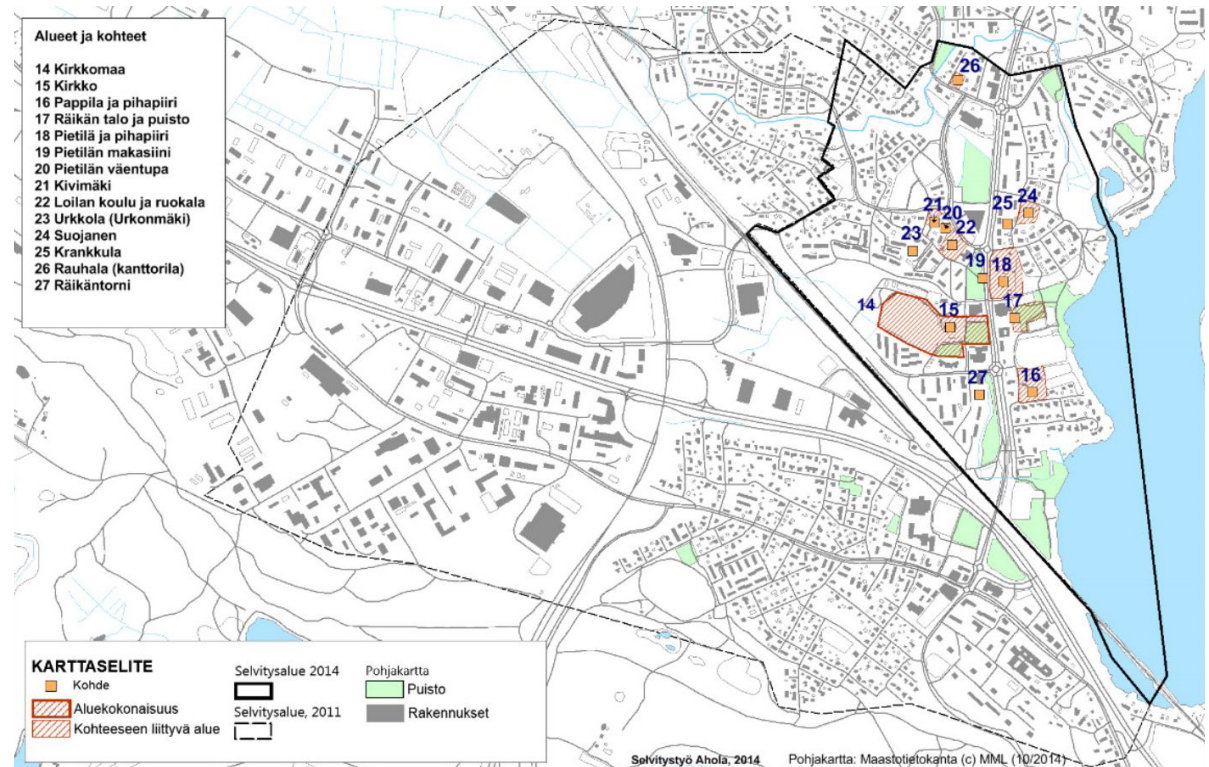 Alueet ja kohteet
14 Kirkkomaa
15 Kirkko
16 Pappila ja pihapiiri
17 Räikän talo ja puisto
18 Pietilä ja pihapiiri
19 Pietilän makasiini
20 Pietilän väentupa
21 Kivimäki
22 Loilan koulu ja ruokala
23 Urkkola (Urkonmäki)
24 Suojanen
25 Krankkula
26 Rauhala (kanttorila)
27 Räikäntorni
26
24
25
21
20
22
23
19
18
17
14
15
27
16
KARTTASELITE
Kohde
Aluekokonaisuus
Kohteeseen liittyvä alue
Selvitysalue 2014
Selvitysalue, 2011
Pohjakartta
Puisto
Rakennukset
Selvitystyö Ahola, 2014
Pohjakartta: Maastotietokanta (c) MML (10/2014)